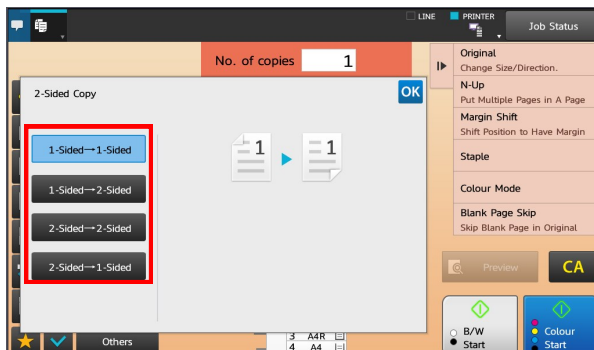 LINE
PRINTER
Job Status
No. of copies 1
Original
Change Size/Direction.
N-Up
Put Multiple Pages in A Page
Margin Shift
Shift Position to Have Margin
Staple
Colour Mode
Blank Page Skip
Skip Blank Page in Original
2-Sided Copy
OK
1-Sided→1-Sided
1-Sided→2-Sided
2-Sided→2-Sided
2-Sided→1-Sided
1
1
Preview
CA
B/W
Start
Colour
Start
Others
3 A4R
4 A4